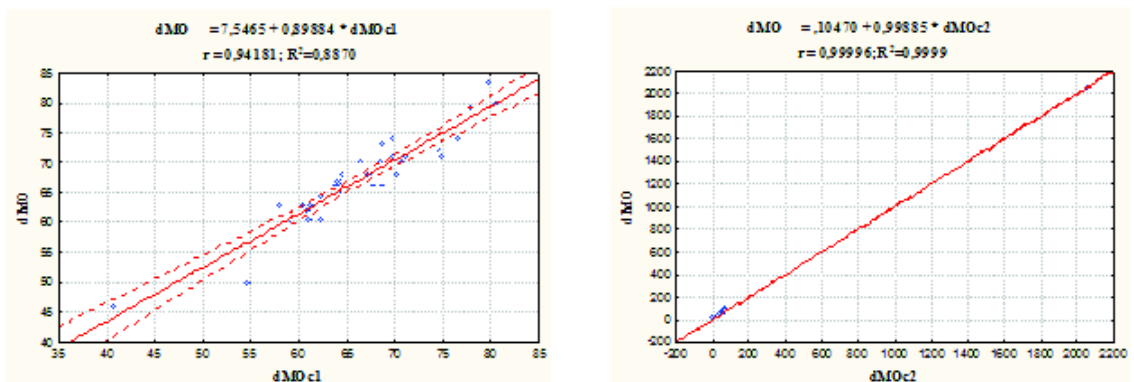 dMO = 7,5465 + 0,89884 * dMOc1
r = 0,94181; R²=0,8870
85
80
75
70
65
60
55
50
45
40
dMO
35 40 45 50 55 60 65 70 75 80 85
dMOc1
dMO = ,10470 + 0,99885 * dMOc2
r = 0,99996; R²=0,9999
2200
2000
1800
1600
1400
1200
1000
800
600
400
200
0
-200
dMO
-200 0 200 400 600 800 1000 1200 1400 1600 1800 2000 2200
dMOc2